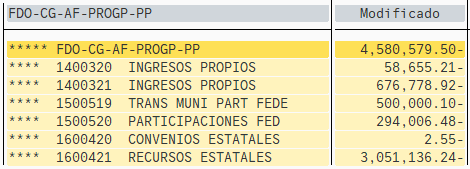 FDO-CG-AF-PROGP-PP Modificado
***** FDO-CG-AF-PROGP-PP 4,580,579.50-
**** 1400320 INGRESOS PROPIOS 58,655.21-
**** 1400321 INGRESOS PROPIOS 676,778.92-
**** 1500519 TRANS MUNI PART FEDE 500,000.10-
**** 1500520 PARTICIPACIONES FED 294,006.48-
**** 1600420 CONVENIOS ESTATALES 2.55-
**** 1600421 RECURSOS ESTATALES 3,051,136.24-